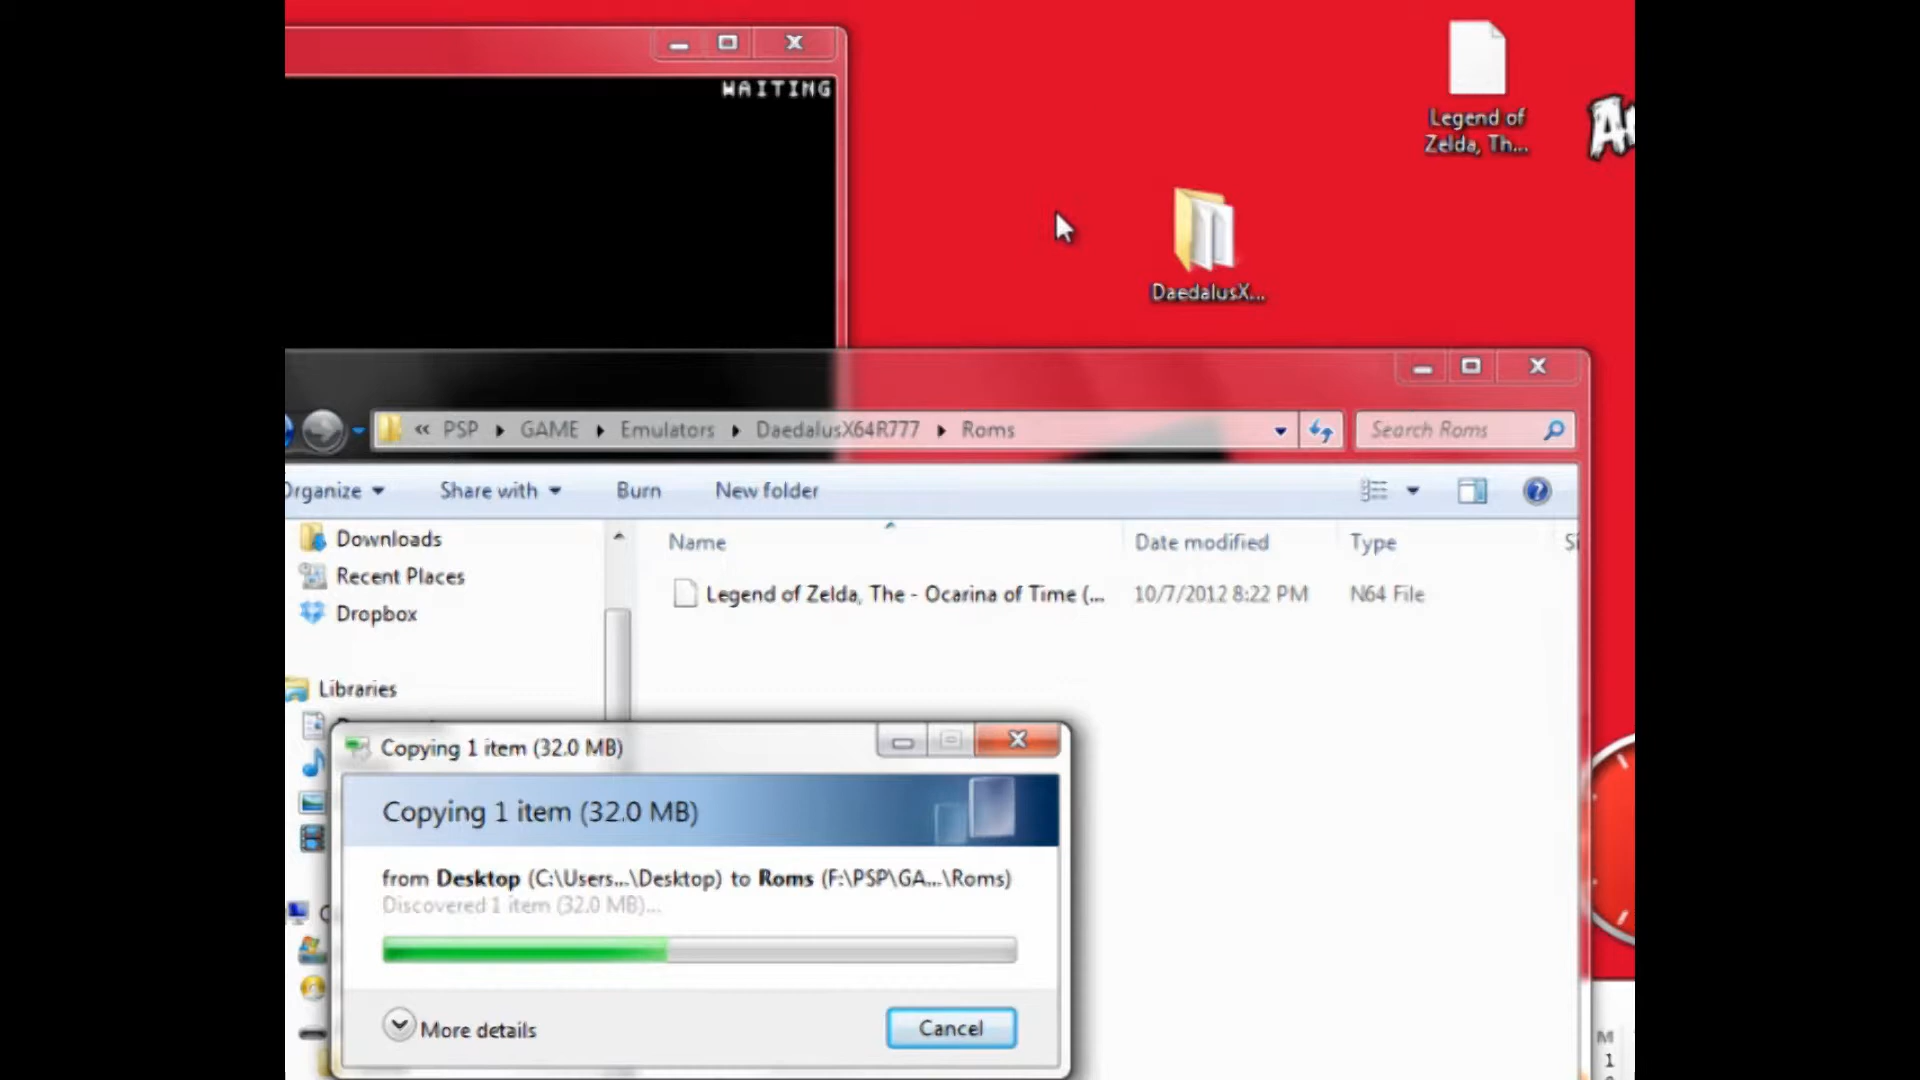 WAITING
Legend of
Zelda, Th...
DaedalusX...
« PSP GAME Emulators DaedalusX64R777 Roms
Search Roms
Organize Share with Burn New folder
Downloads
Recent Places
Dropbox
Libraries
Name Date modified Type Si
Legend of Zelda, The - Ocarina of Time (... 10/7/2012 8:22 PM N64 File
Copying 1 item (32.0 MB)
Copying 1 item (32.0 MB)
from Desktop (C:\Users...\Desktop) to Roms (F:\PSP\GA...\Roms)
Discovered 1 item (32.0 MB)...
More details
Cancel